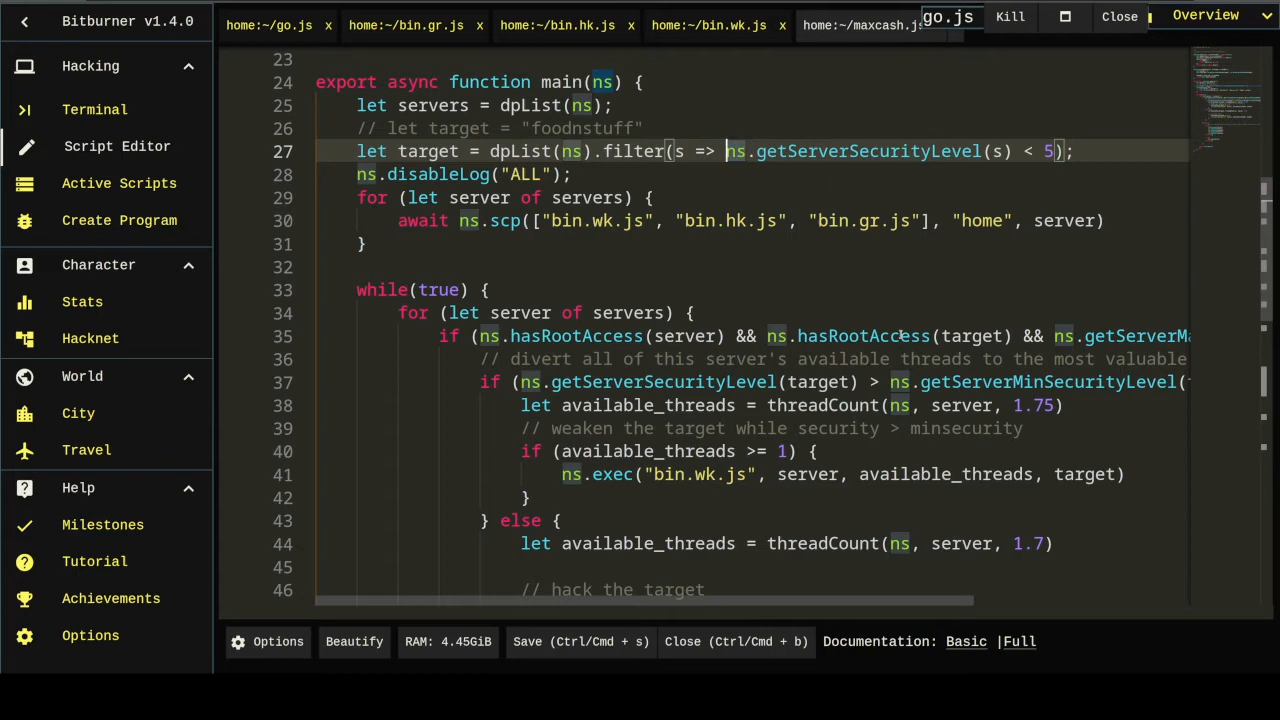 Bitburner v1.4.0
Hacking
Terminal
Script Editor
Active Scripts
Create Program
Character
Stats
Hacknet
World
City
Travel
Help
Milestones
Tutorial
Achievements
Options
home:~/go.js x home:~/bin.gr.js x home:~/bin.hk.js x home:~/bin.wk.js x home:~/maxcash.js
go.js Kill Close Overview
23
24 export async function main(ns) {
25 let servers = dpList(ns);
26 // let target = "foodnstuff"
27 let target = dpList(ns).filter(s => ns.getServerSecurityLevel(s) < 5);
28 ns.disableLog("ALL");
29 for (let server of servers) {
30 await ns.scp(["bin.wk.js", "bin.hk.js", "bin.gr.js"], "home", server)
31 }
32
33 while(true) {
34 for (let server of servers) {
35 if (ns.hasRootAccess(server) && ns.hasRootAccess(target) && ns.getServerMa
36 // divert all of this server's available threads to the most valuable
37 if (ns.getServerSecurityLevel(target) > ns.getServerMinSecurityLevel(
38 let available_threads = threadCount(ns, server, 1.75)
39 // weaken the target while security > minsecurity
40 if (available_threads >= 1) {
41 ns.exec("bin.wk.js", server, available_threads, target)
42 }
43 } else {
44 let available_threads = threadCount(ns, server, 1.7)
45
46 // hack the target
Options Beautify RAM: 4.45GiB Save (Ctrl/Cmd + s) Close (Ctrl/Cmd + b) Documentation: Basic |Full